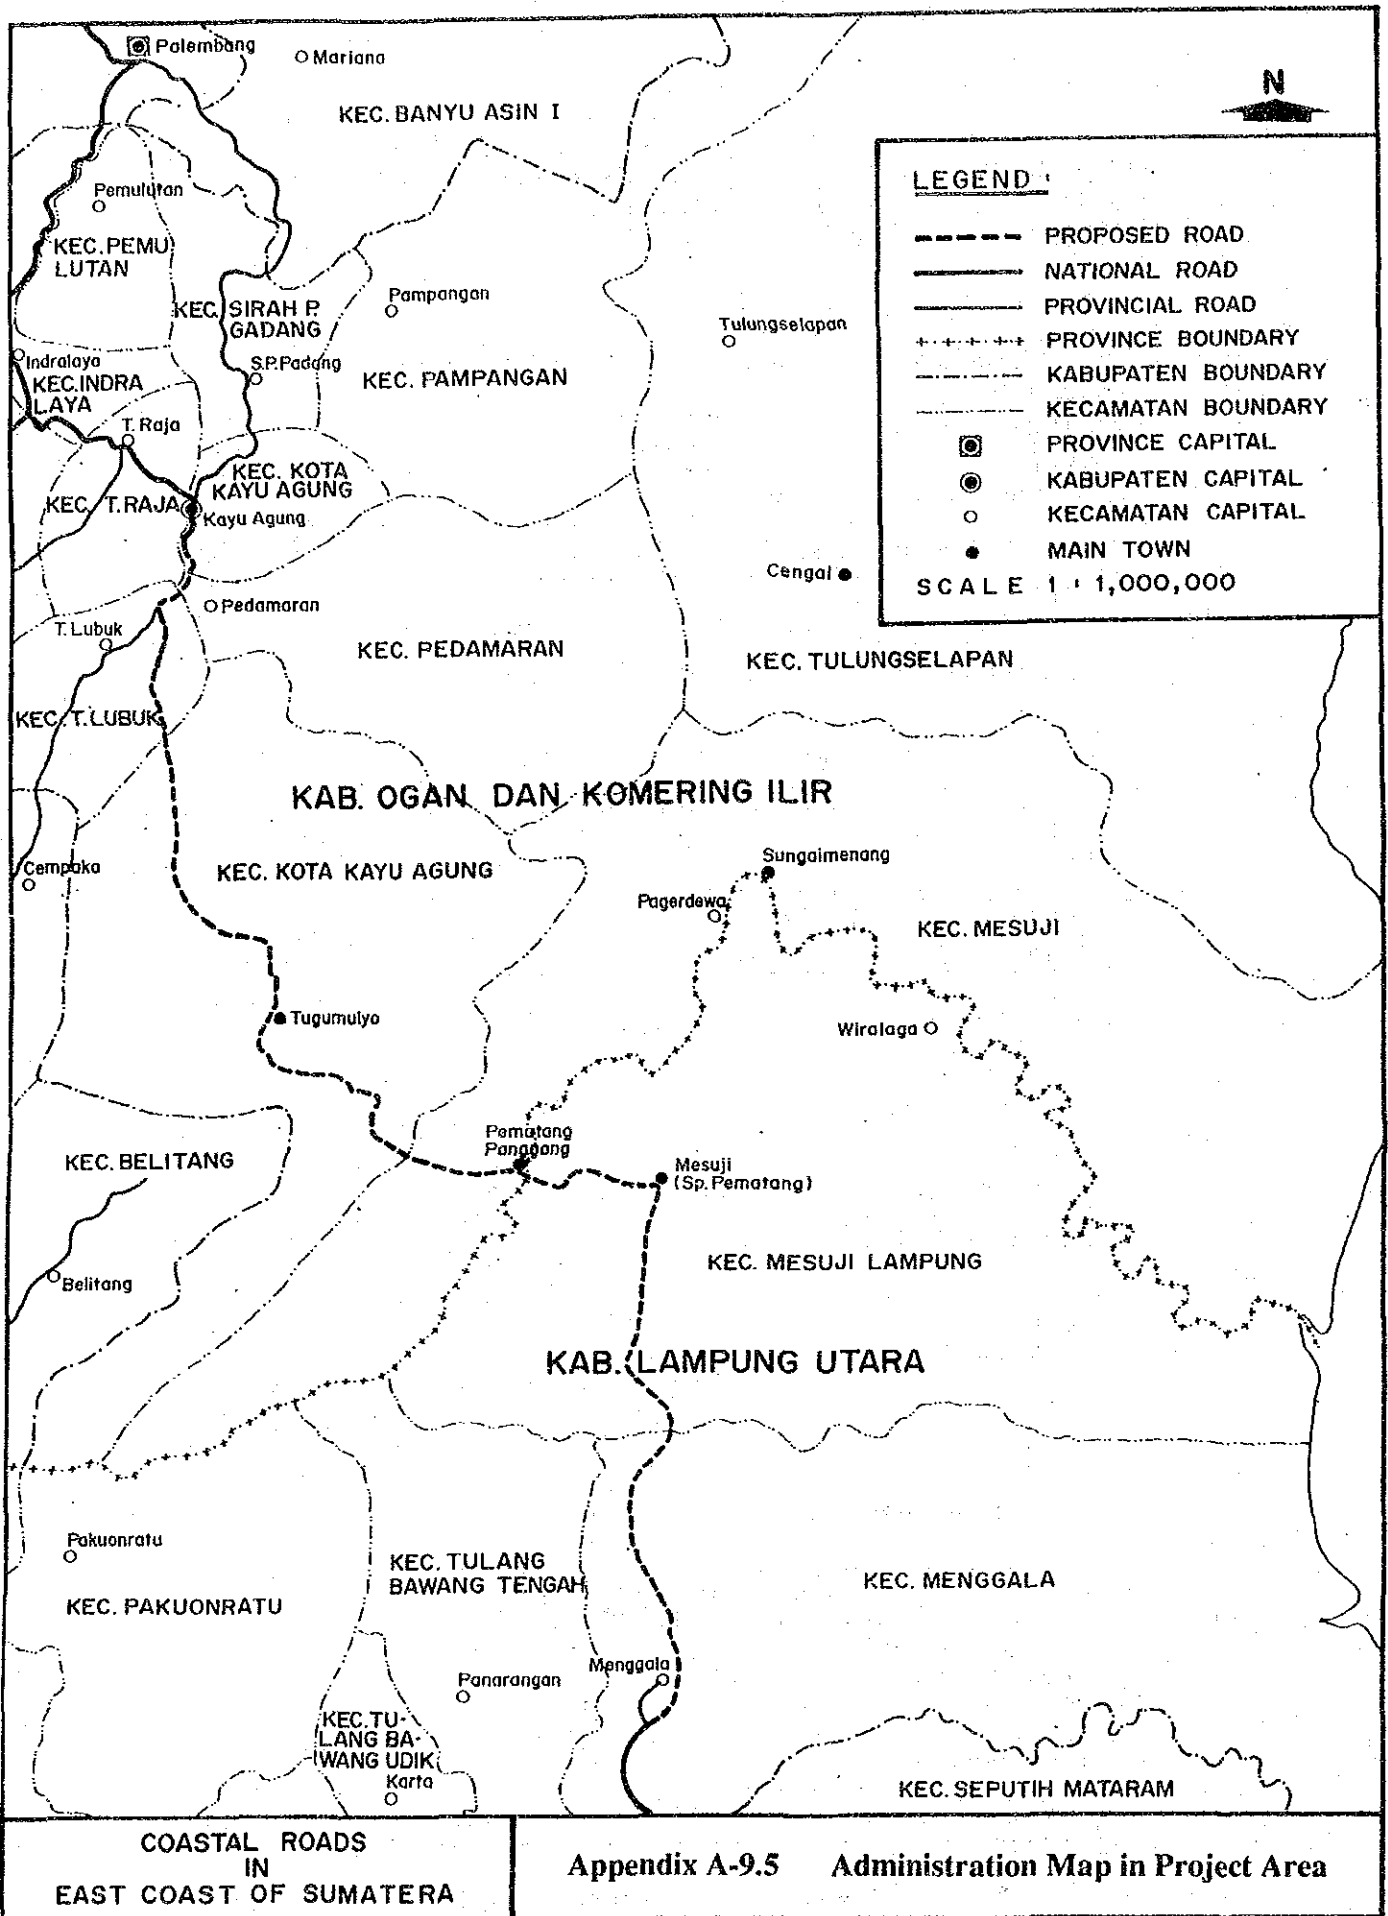 Palembang
Mariana
KEC. BANYU ASIN I
N
LEGEND :
PROPOSED ROAD
NATIONAL ROAD
PROVINCIAL ROAD
PROVINCE BOUNDARY
KABUPATEN BOUNDARY
KECAMATAN BOUNDARY
PROVINCE CAPITAL
KABUPATEN CAPITAL
KECAMATAN CAPITAL
MAIN TOWN
SCALE 1 : 1,000,000
Pemulutan
KEC. PEMU
LUTAN
KEC. SIRAH P.
GADANG
Pampangan
Tulungselapan
Indralaya
KEC. INDRA
LAYA
S.P. Padang
KEC. PAMPANGAN
T. Raja
KEC. KOTA
KAYU AGUNG
KEC. T. RAJA
Kayu Agung
Cengal
Pedamaran
T. Lubuk
KEC. PEDAMARAN
KEC. TULUNGSELAPAN
KEC. T. LUBUK
KAB. OGAN DAN KOMERING ILIR
Cempaka
KEC. KOTA KAYU AGUNG
Sungaimenang
Pagerdewa
KEC. MESUJI
Tugumulyo
Wiralaga
Pematang
Panggang
KEC. BELITANG
Mesuji
(Sp. Pematang)
Belitang
KEC. MESUJI LAMPUNG
KAB. LAMPUNG UTARA
Pakuonratu
KEC. TULANG
BAWANG TENGAH
KEC. MENGGALA
KEC. PAKUONRATU
Panarangan
Menggala
KEC. TU-
LANG BA-
WANG UDIK
Karta
KEC. SEPUTIH MATARAM
COASTAL ROADS
IN
EAST COAST OF SUMATERA
Appendix A-9.5 Administration Map in Project Area